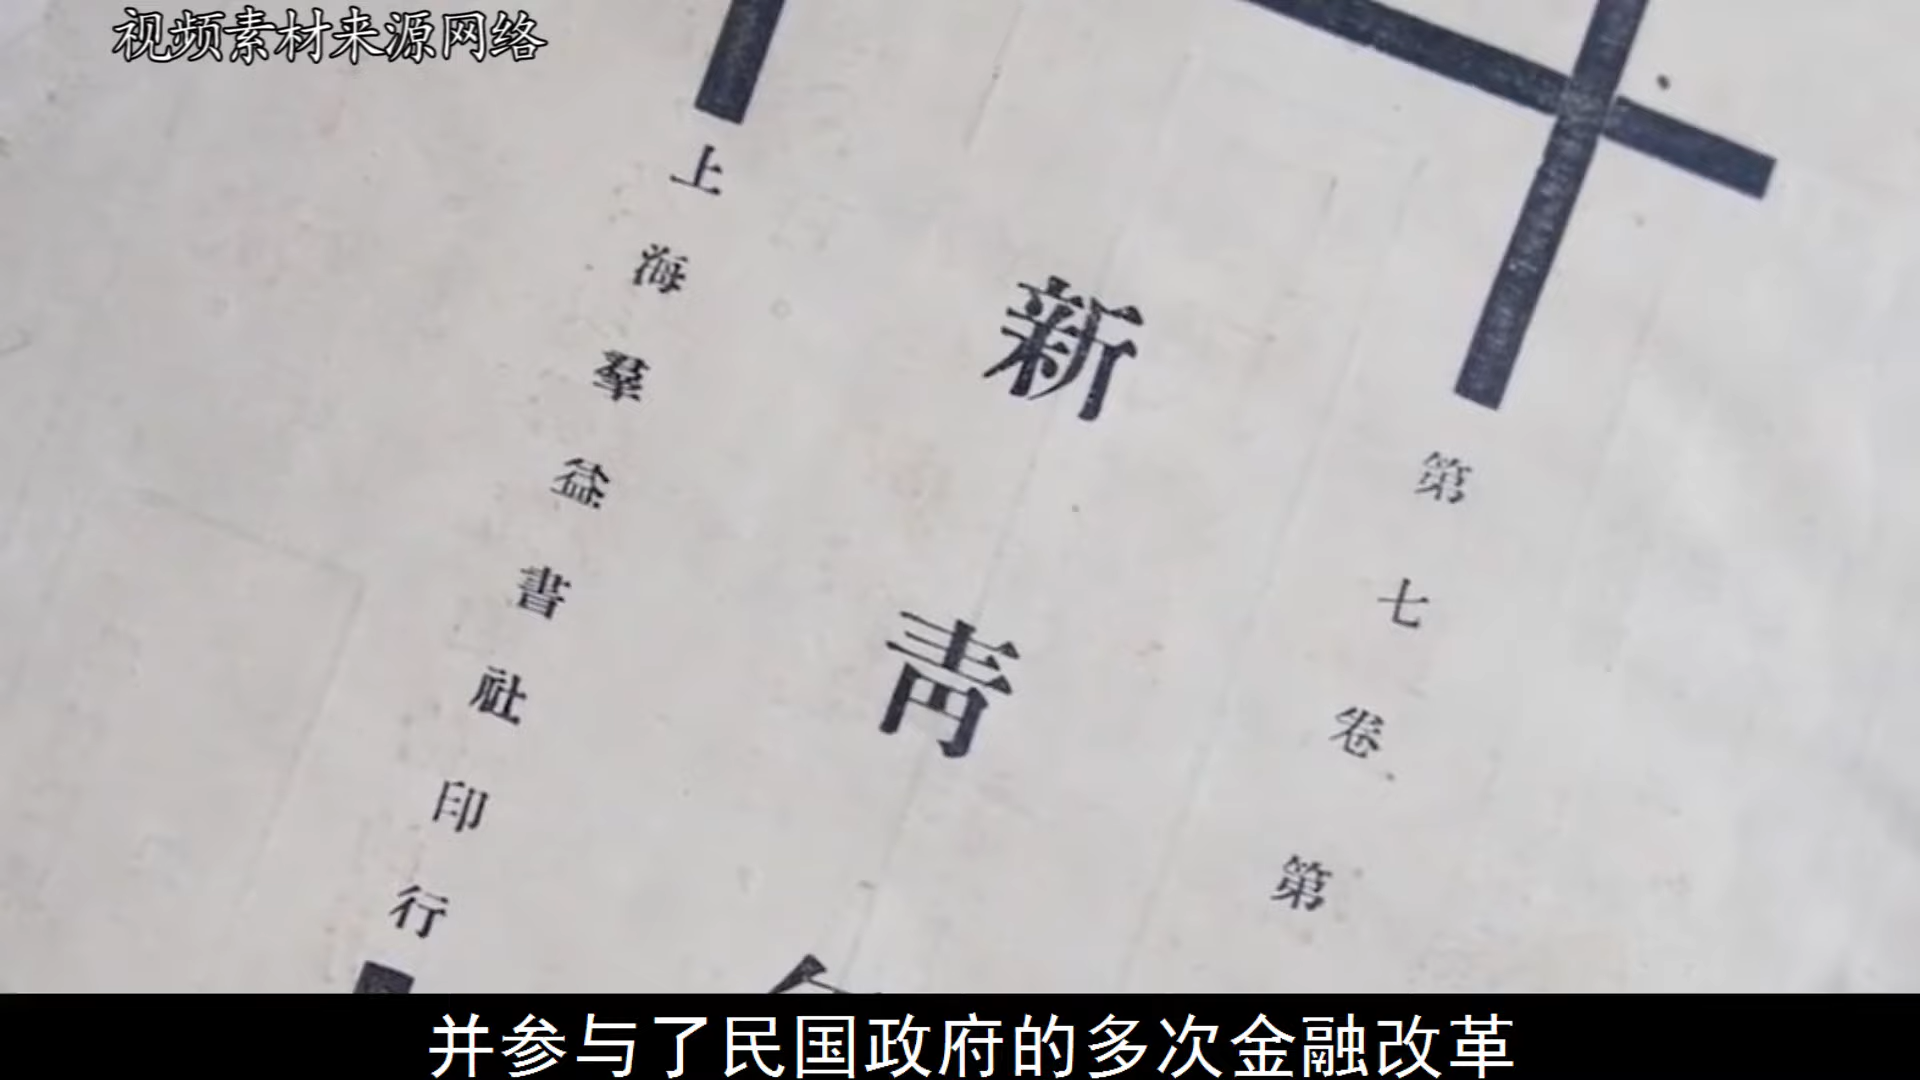 视频素材来源网络
第七卷 第
新青
上海羣益書社印行
并参与了民国政府的多次金融改革